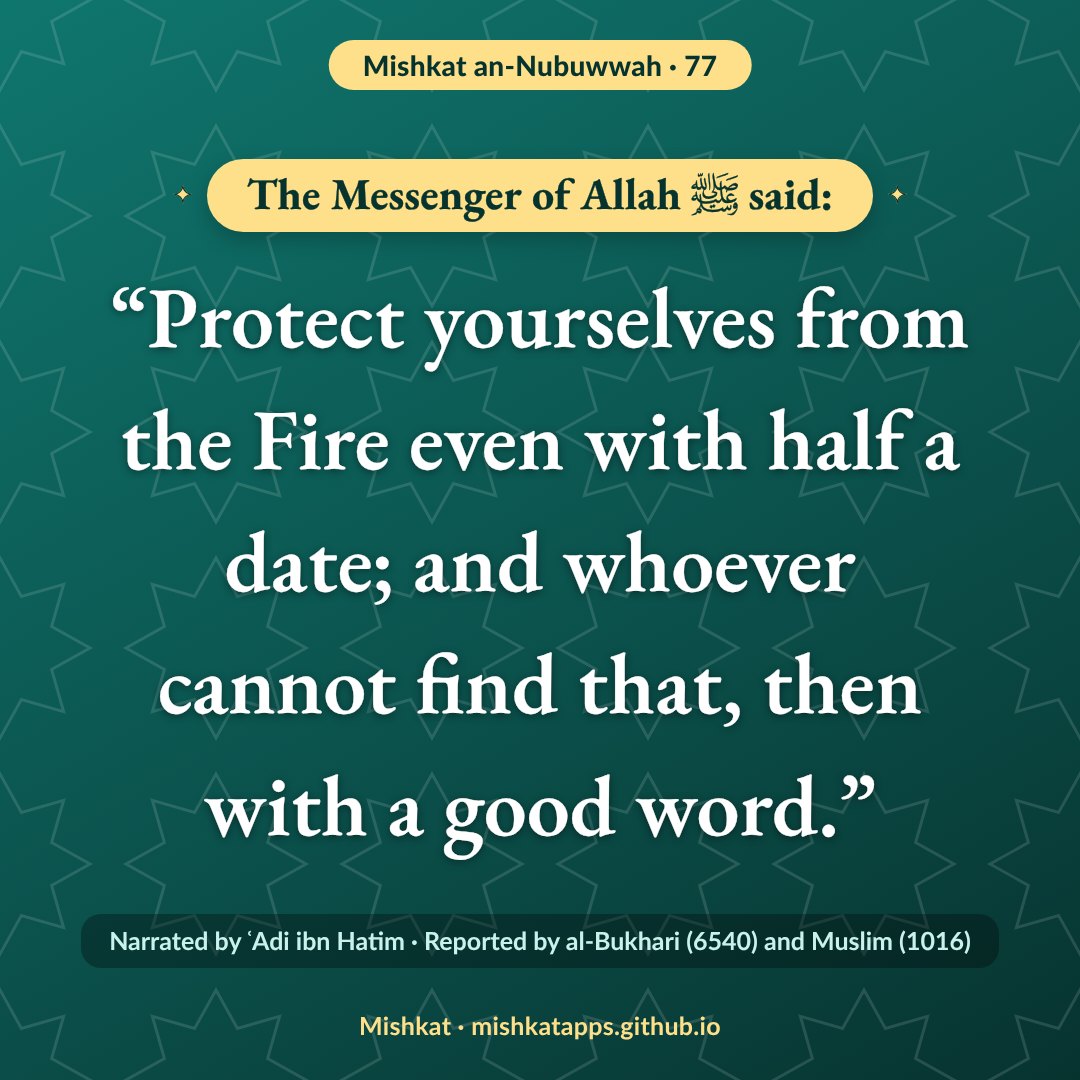 Mishkat an-Nubuwwah · 77
The Messenger of Allah ﷺ said:
“Protect yourselves from
the Fire even with half a
date; and whoever
cannot find that, then
with a good word.”
Narrated by ʿAdi ibn Hatim · Reported by al-Bukhari (6540) and Muslim (1016)
Mishkat · mishkatapps.github.io